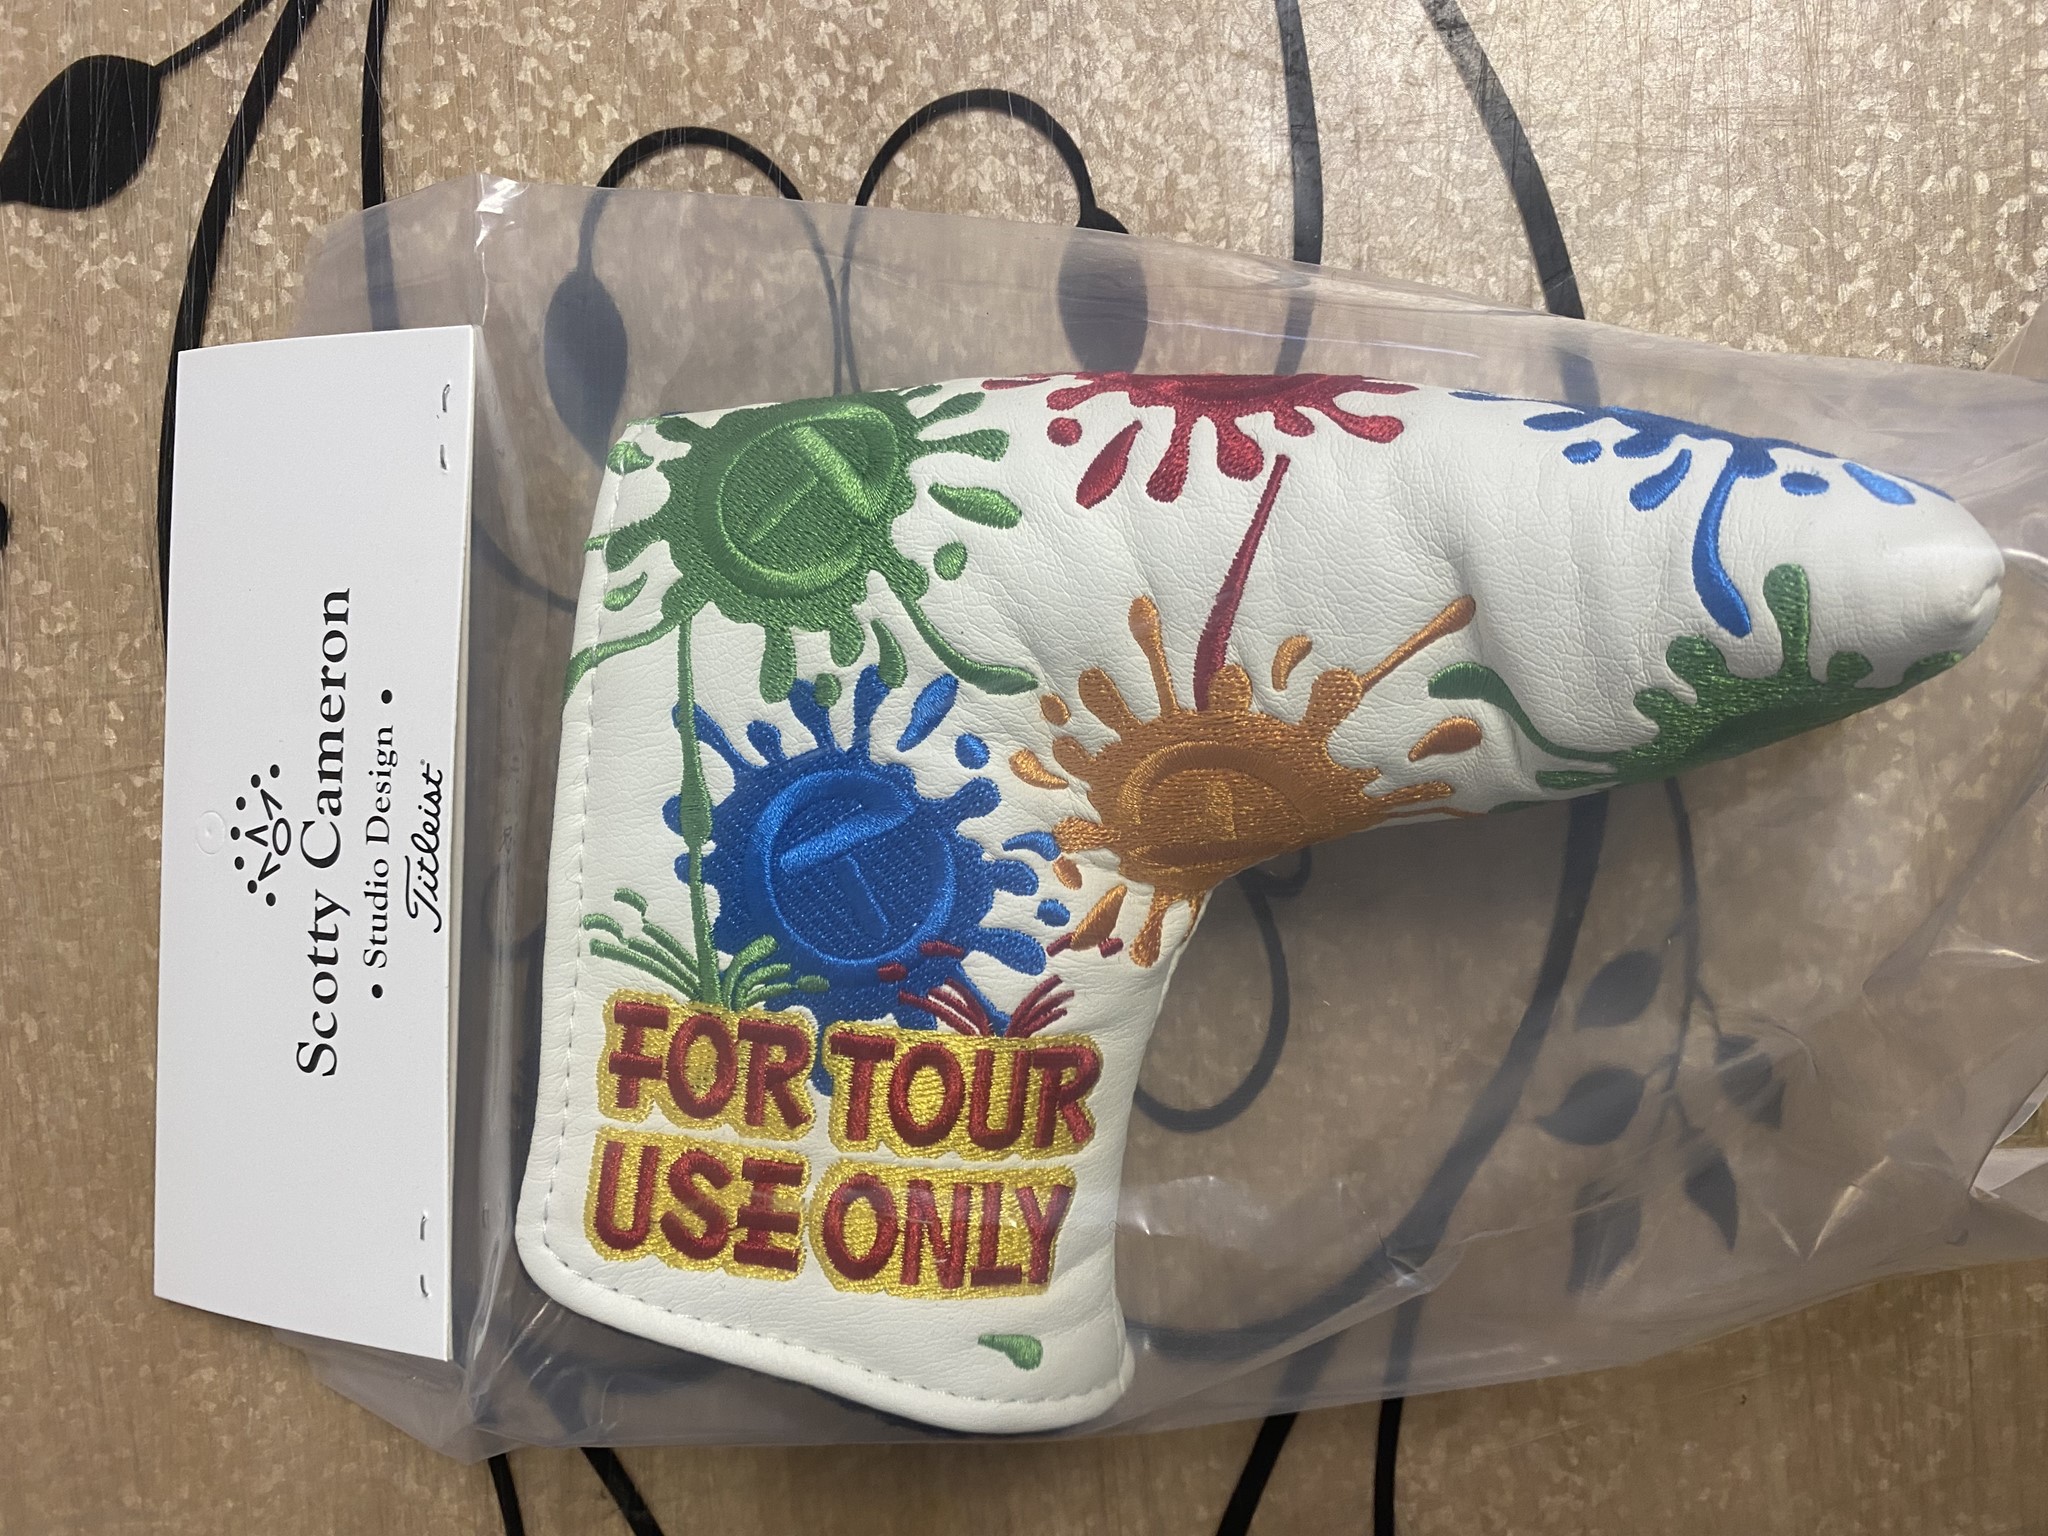 Scotty Cameron
• Studio Design •
Titleist
FOR TOUR
USE ONLY